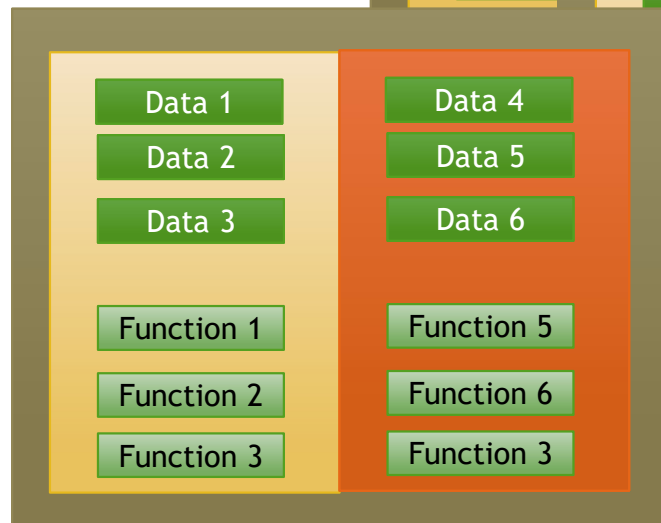 Data 1
Data 2
Data 3
Function 1
Function 2
Function 3
Data 4
Data 5
Data 6
Function 5
Function 6
Function 3